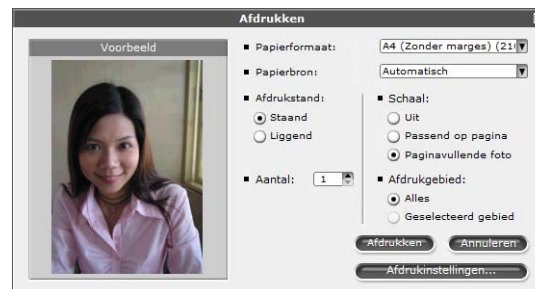 Afdrukken
Voorbeeld
Papierformaat:
A4 (Zonder marges) (21
Papierbron:
Automatisch
Afdrukstand:
Staand
Liggend
Aantal: 1
Schaal:
Uit
Passend op pagina
Paginavullende foto
Afdrukgebied:
Alles
Geselecteerd gebied
Afdrukken Annuleren
Afdrukinstellingen...